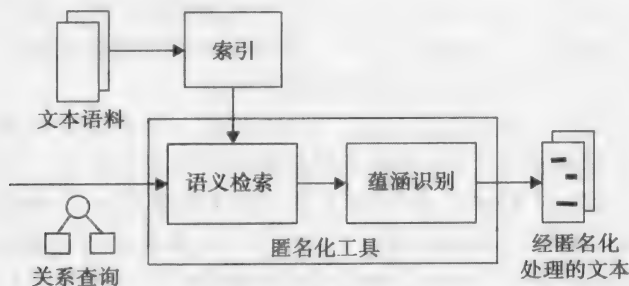 索引
文本语料
语义检索
蕴涵识别
匿名化工具
关系查询
经匿名化
处理的文本